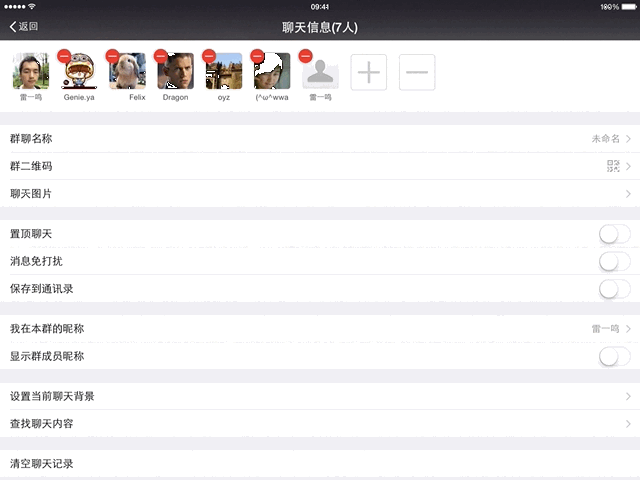 09:41
100%
返回
聊天信息(7人)
雷一鸣
Genie.ya
Felix
Dragon
oyz
(^ω^wwa
雷一鸣
群聊名称
未命名
群二维码
聊天图片
置顶聊天
消息免打扰
保存到通讯录
我在本群的昵称
雷一鸣
显示群成员昵称
设置当前聊天背景
查找聊天内容
清空聊天记录